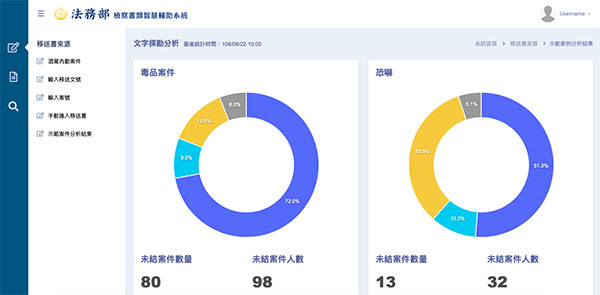 法務部 檢察書類智慧輔助系統
Username
移送書來源
酒駕內勤案件
輸入移送文號
輸入案號
手動匯入移送書
示範案件分析結果
文字探勘分析 最後統計時間：108/08/22 10:00
系統首頁 > 移送書來源 > 示範案例分析結果
毒品案件
6.0%
13.0%
9.0%
72.0%
未結案件數量 未結案件人數
80 98
恐嚇
5.1%
33.3%
10.3%
51.3%
未結案件數量 未結案件人數
13 32